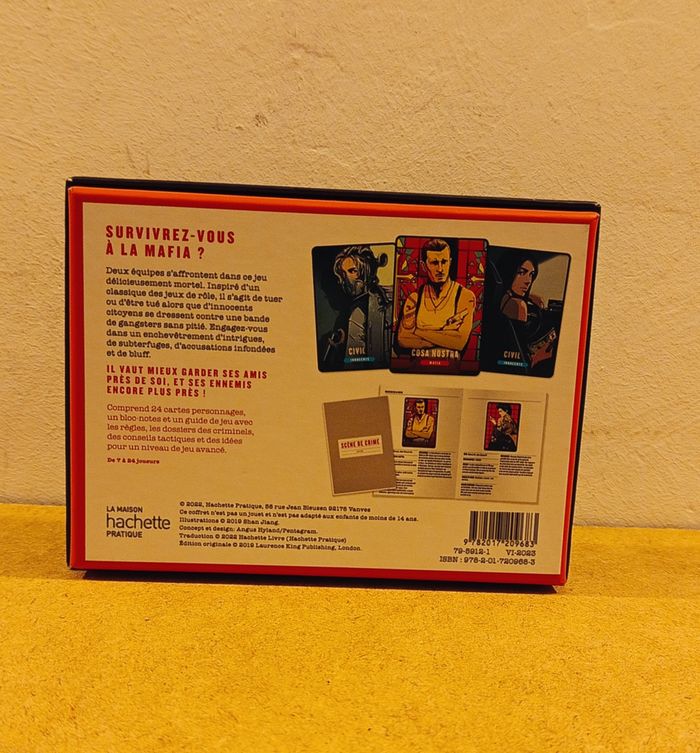 SURVIVREZ-VOUS
À LA MAFIA ?
Deux équipes s'affrontent dans ce jeu
délicieusement mortel. Inspiré d'un
classique des jeux de rôle, il s'agit de tuer
ou d'être tué alors que d'innocents
citoyens se dressent contre une bande
de gangsters sans pitié. Engagez-vous
dans un enchevêtrement d'intrigues,
de subterfuges, d'accusations infondées
et de bluff.
IL VAUT MIEUX GARDER SES AMIS
PRÈS DE SOI, ET SES ENNEMIS
ENCORE PLUS PRÈS !
Comprend 24 cartes personnages,
un bloc-notes et un guide de jeu avec
les règles, les dossiers des criminels,
des conseils tactiques et des idées
pour un niveau de jeu avancé.
De 7 à 24 joueurs
CIVIL
INNOCENTE
COSA NOSTRA
MAFIA
CIVIL
INNOCENTE
SCÈNE DE CRIME
LA MAISON
hachette
PRATIQUE
© 2022, Hachette Pratique, 58 rue Jean Bleuzen 92178 Vanves
Ce coffret n'est pas un jouet et n'est pas adapté aux enfants de moins de 14 ans.
Illustrations © 2019 Shan Jiang.
Concept et design: Angus Hyland/Pentagram.
Traduction © 2022 Hachette Livre (Hachette Pratique)
Édition originale © 2019 Laurence King Publishing, London.
9 782017 209683
79-5912-1 VI-2023
ISBN : 978-2-01-720968-3